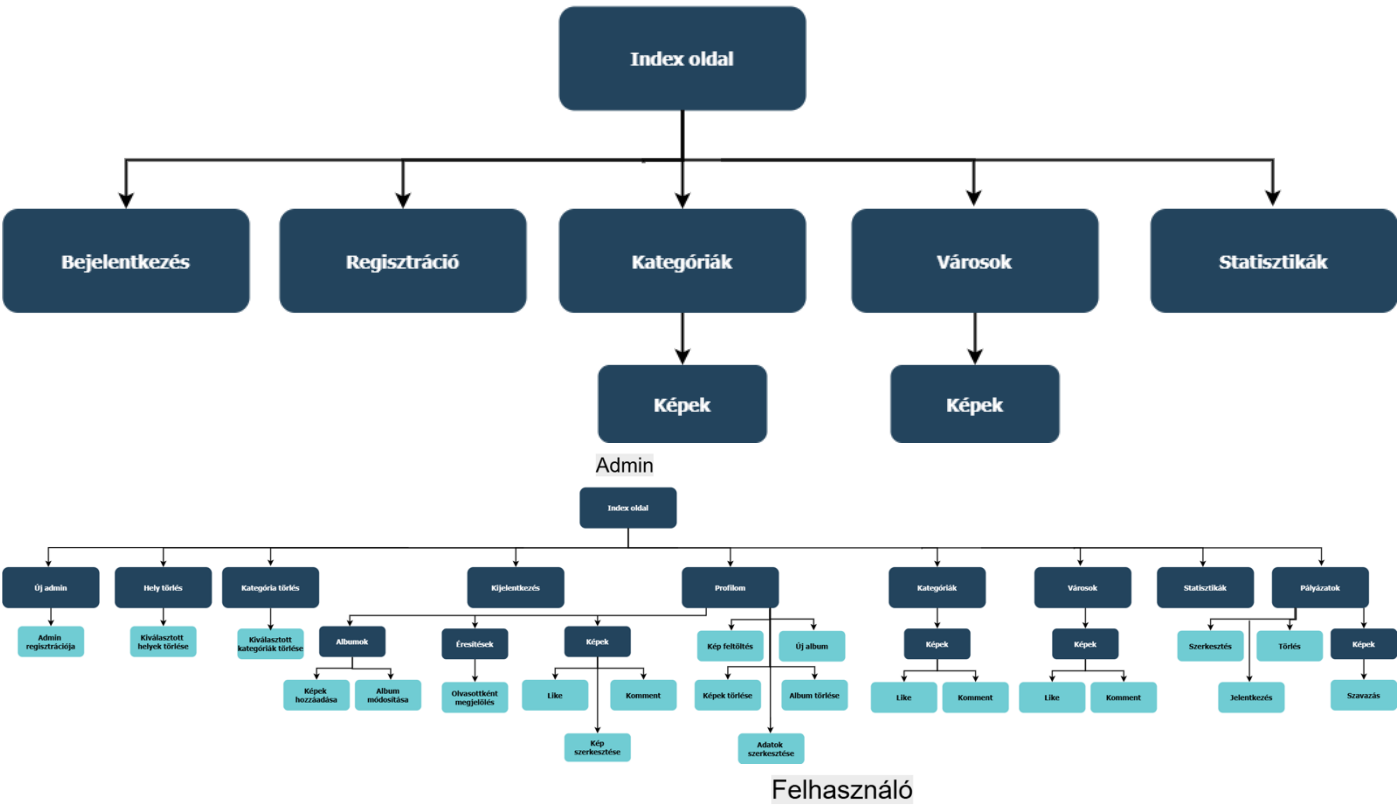 Index oldal
Bejelentkezés
Regisztráció
Kategóriák
Városok
Statisztikák
Képek
Képek
Admin
Index oldal
Új admin
Hely törlés
Kategória törlés
Kijelentkezés
Profilom
Kategóriák
Városok
Statisztikák
Pályázatok
Admin
regisztrációja
Kiválasztott
helyek törlése
Kiválasztott
kategóriák törlése
Albumok
Éresítések
Képek
Kép feltöltés
Új album
Képek
Képek
Szerkesztés
Törlés
Képek
Képek
hozzáadása
Album
módosítása
Olvasottként
megjelölés
Like
Komment
Képek törlése
Album törlése
Like
Komment
Like
Komment
Jelentkezés
Szavazás
Kép
szerkesztése
Adatok
szerkesztése
Felhasználó